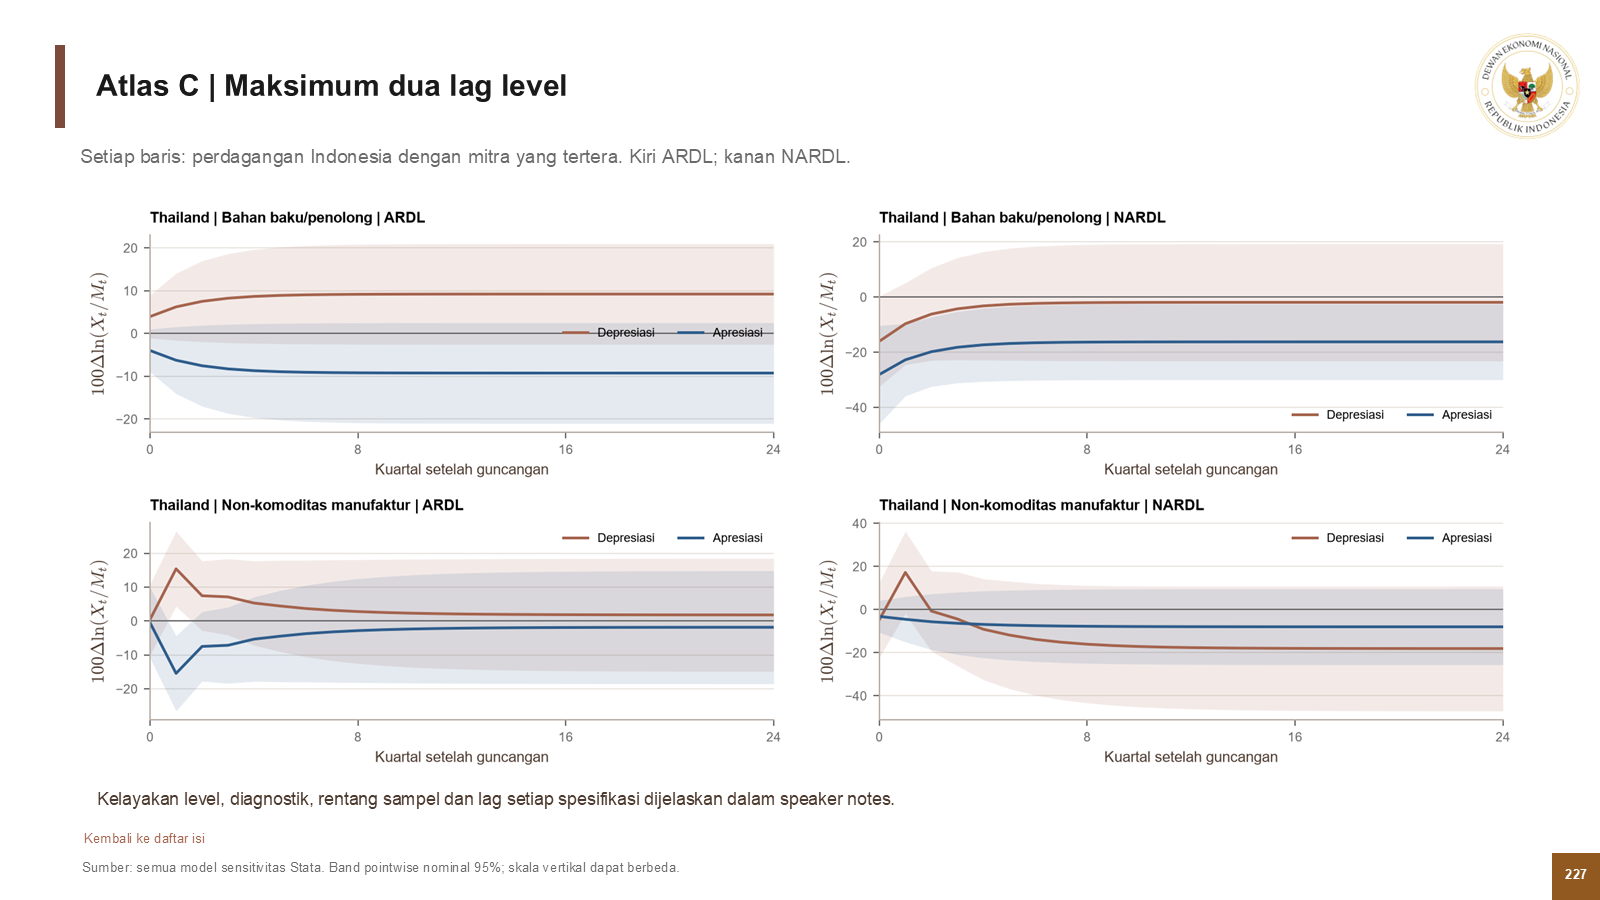 Atlas C | Maksimum dua lag level
DEWAN EKONOMI NASIONAL
REPUBLIK INDONESIA
Setiap baris: perdagangan Indonesia dengan mitra yang tertera. Kiri ARDL; kanan NARDL.
Thailand | Bahan baku/penolong | ARDL
100Δln(Xt/Mt)
20
10
0
−10
−20
Depresiasi
Apresiasi
0
8
16
24
Kuartal setelah guncangan
Thailand | Bahan baku/penolong | NARDL
100Δln(Xt/Mt)
20
0
−20
−40
Depresiasi
Apresiasi
0
8
16
24
Kuartal setelah guncangan
Thailand | Non-komoditas manufaktur | ARDL
100Δln(Xt/Mt)
20
10
0
−10
−20
Depresiasi
Apresiasi
0
8
16
24
Kuartal setelah guncangan
Thailand | Non-komoditas manufaktur | NARDL
100Δln(Xt/Mt)
40
20
0
−20
−40
Depresiasi
Apresiasi
0
8
16
24
Kuartal setelah guncangan
Kelayakan level, diagnostik, rentang sampel dan lag setiap spesifikasi dijelaskan dalam speaker notes.
Kembali ke daftar isi
Sumber: semua model sensitivitas Stata. Band pointwise nominal 95%; skala vertikal dapat berbeda.
227